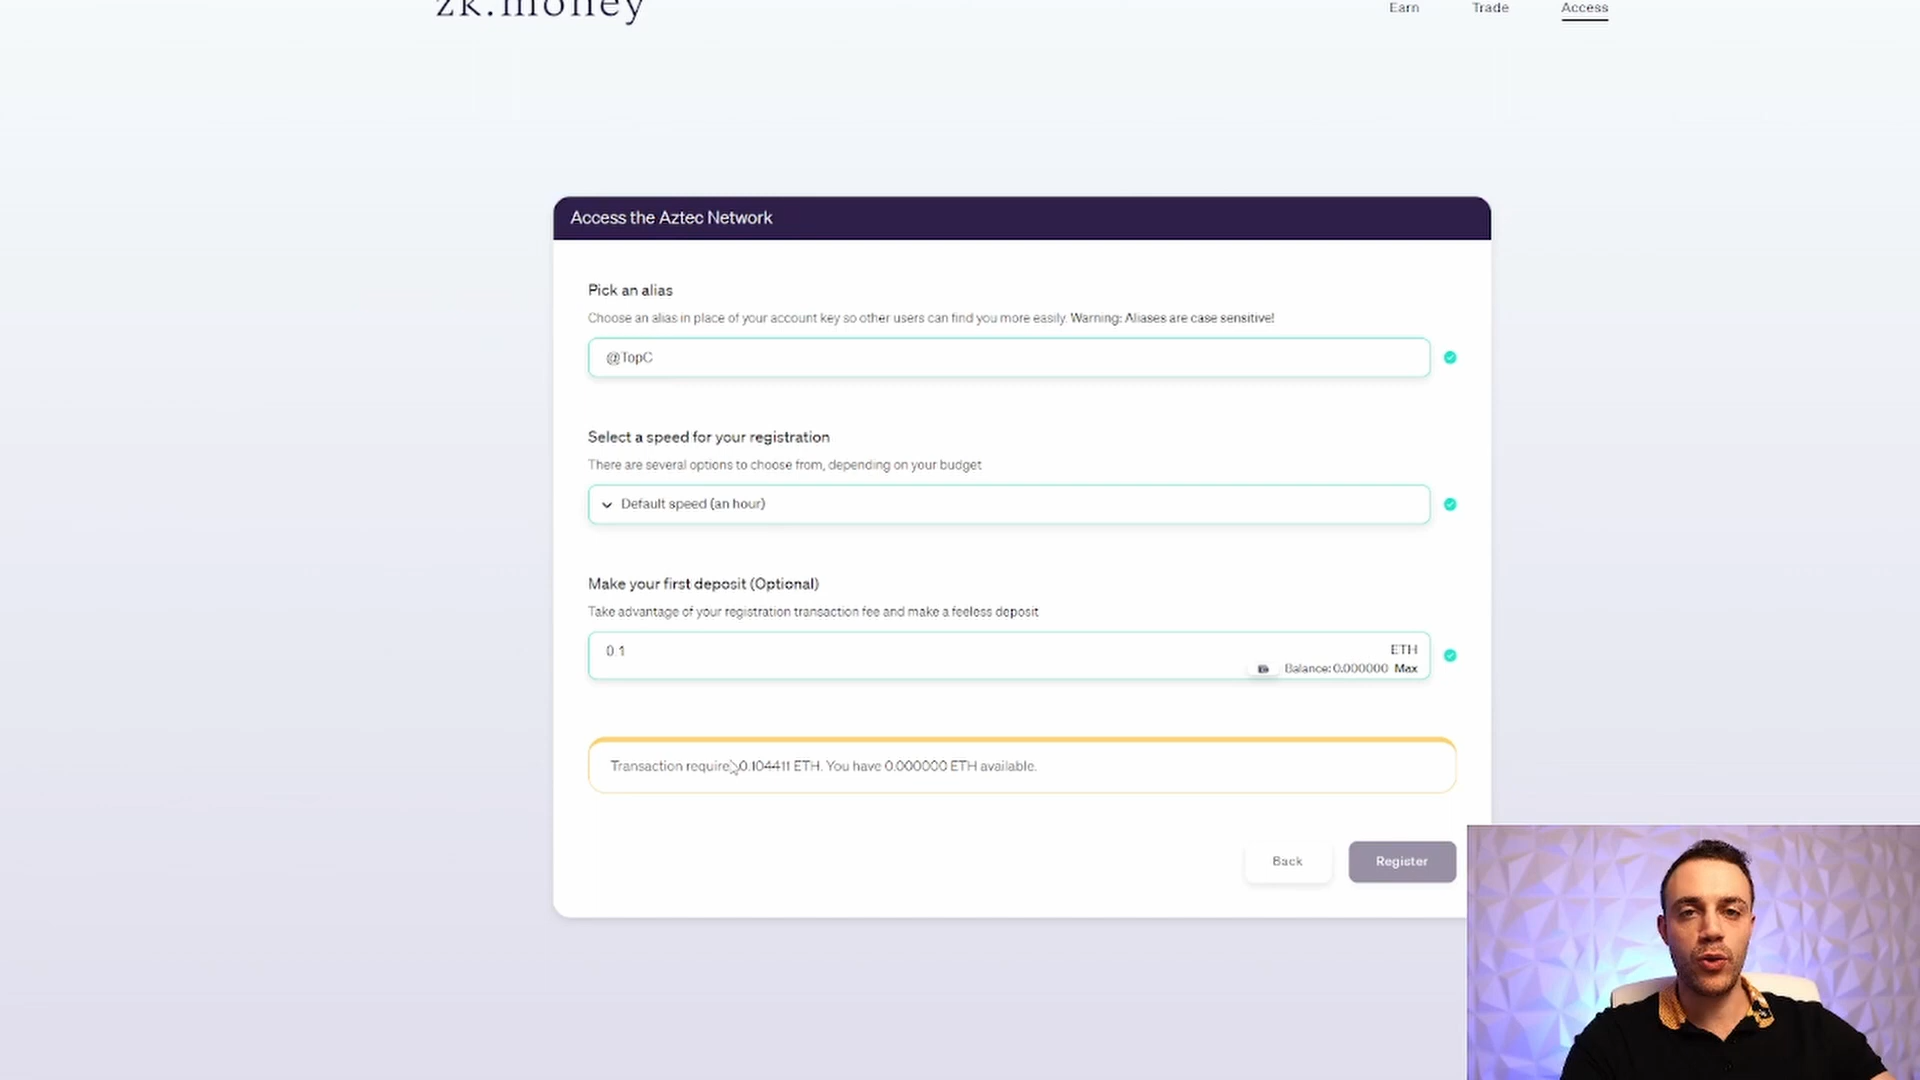 zk.money
Earn Trade Access
Access the Aztec Network
Pick an alias
Choose an alias in place of your account key so other users can find you more easily. Warning: Aliases are case sensitive!
@TopC
Select a speed for your registration
There are several options to choose from, depending on your budget
Default speed (an hour)
Make your first deposit (Optional)
Take advantage of your registration transaction fee and make a feeless deposit
0.1 ETH
Balance: 0.000000 Max
Transaction require 0.104411 ETH. You have 0.000000 ETH available.
Back Register